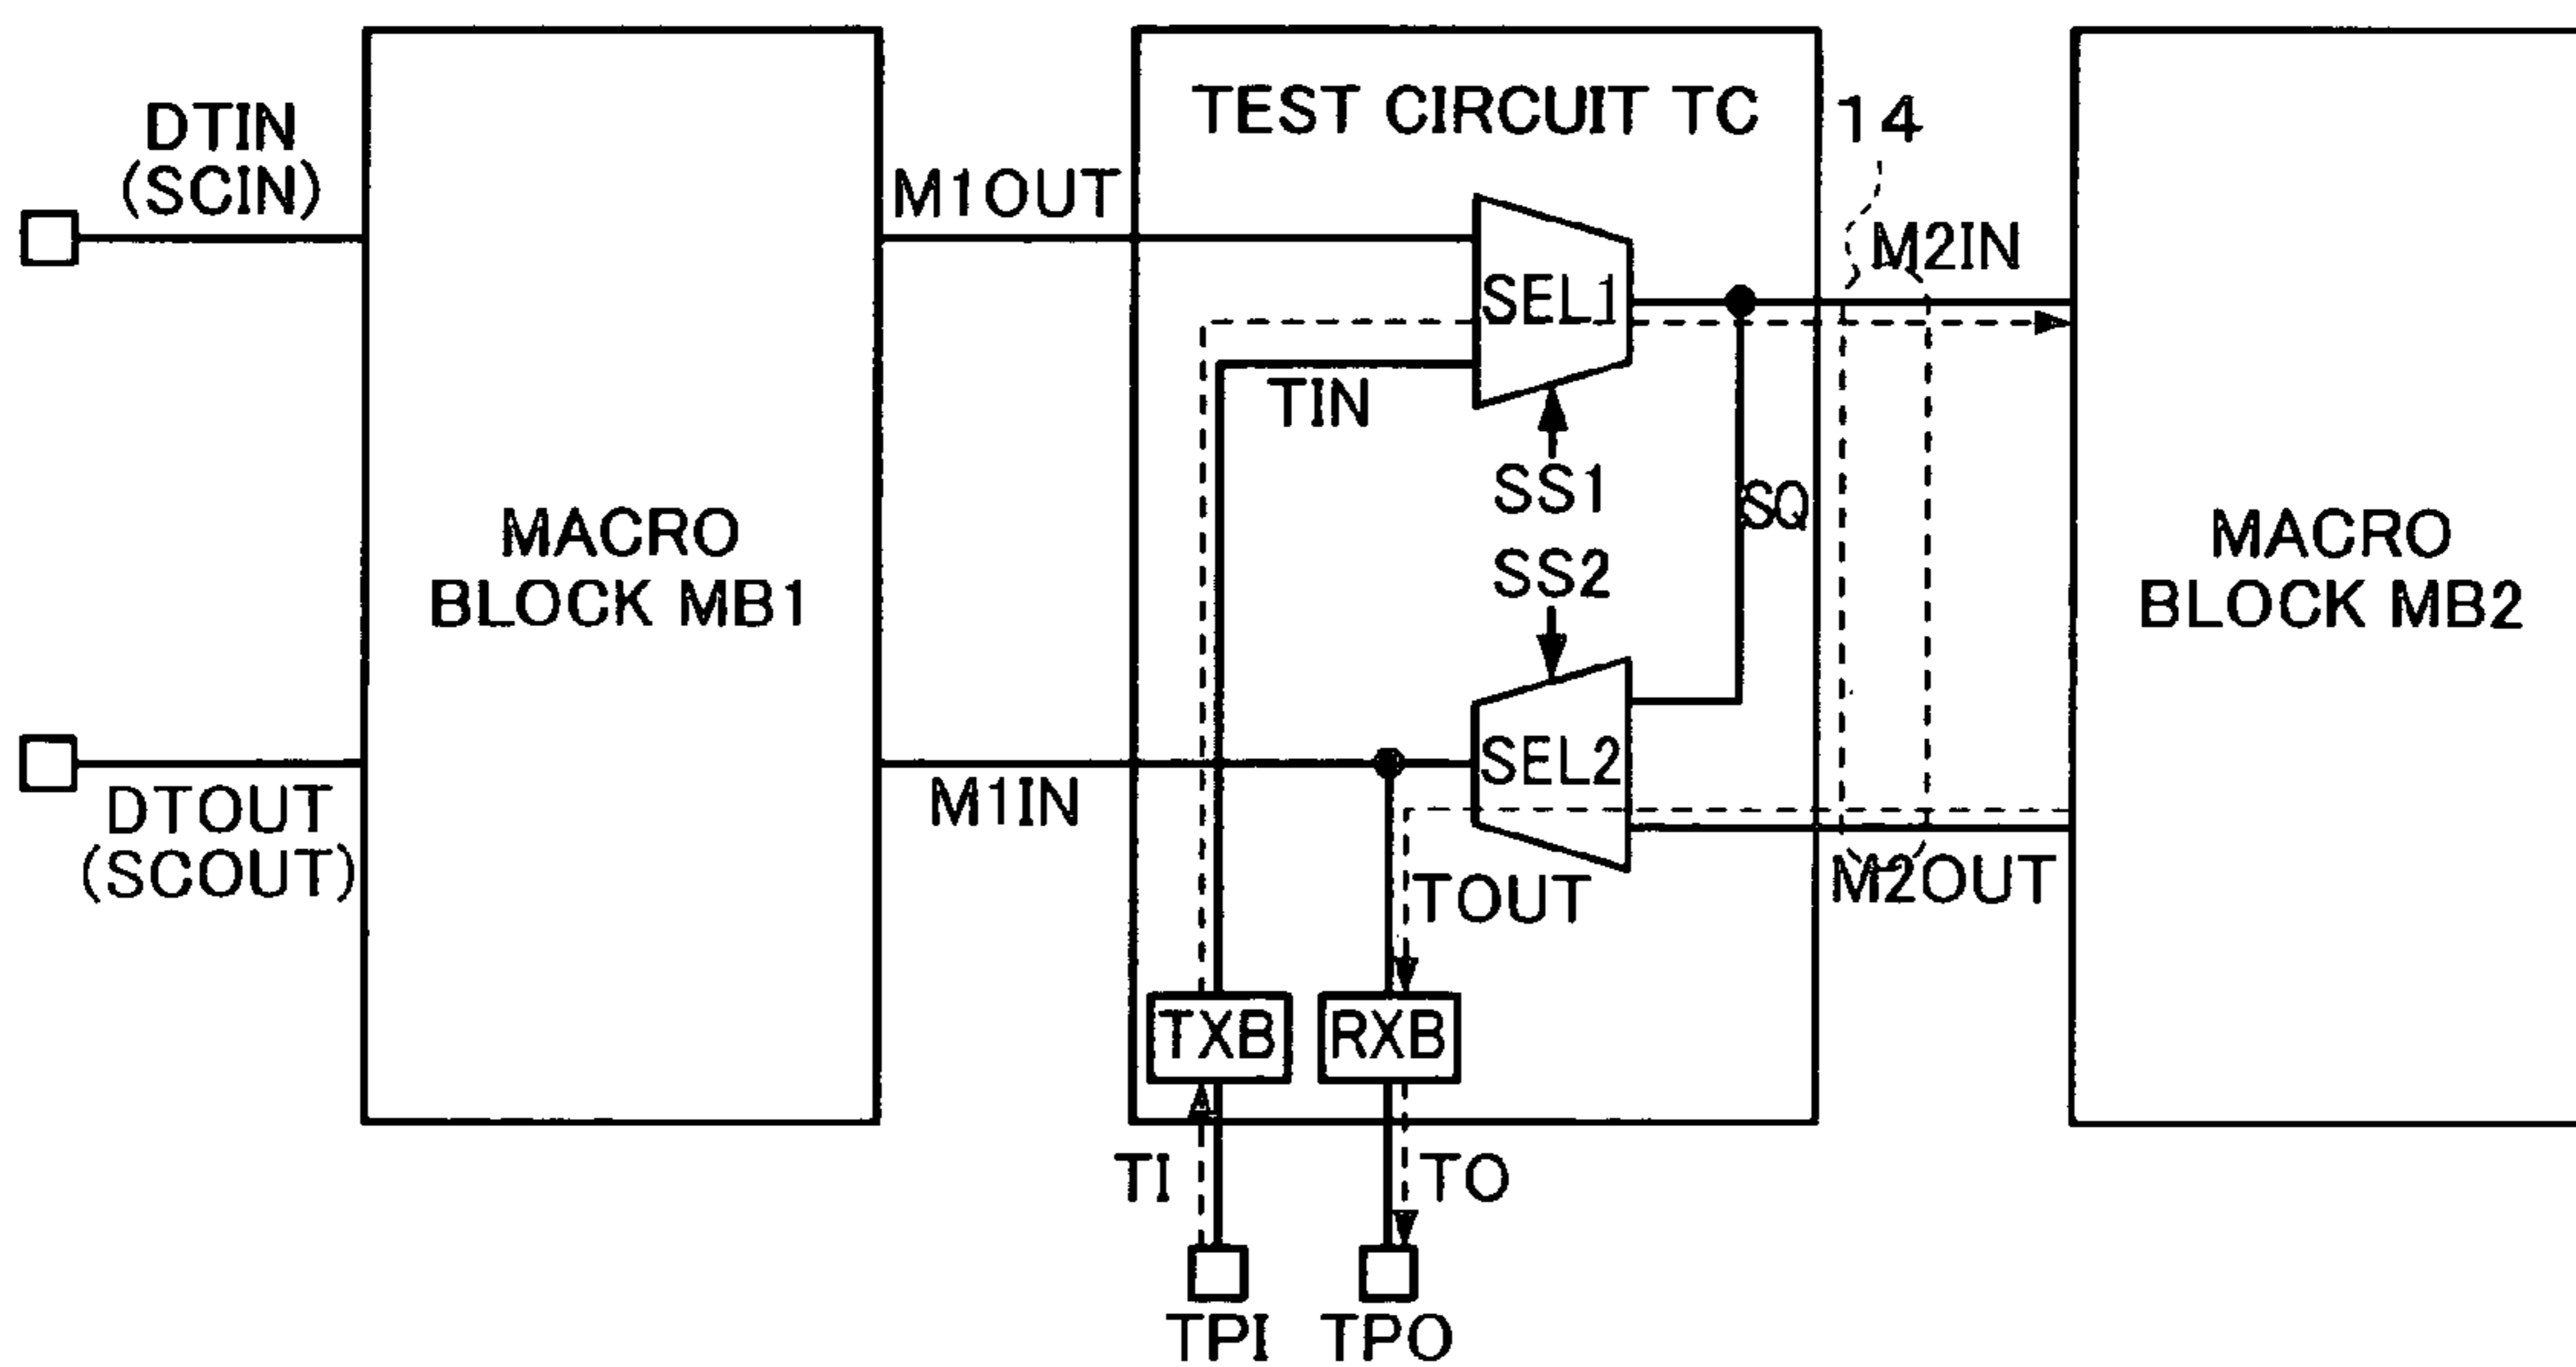 DTIN
(SCIN)
MACRO
BLOCK MB1
DTOUT
(SCOUT)
M1OUT
M1IN
TEST CIRCUIT TC
SEL1
TIN
SS1
SS2
SQ
SEL2
TOUT
TXB
RXB
TI
TO
TPI
TPO
14
M2IN
M2OUT
MACRO
BLOCK MB2